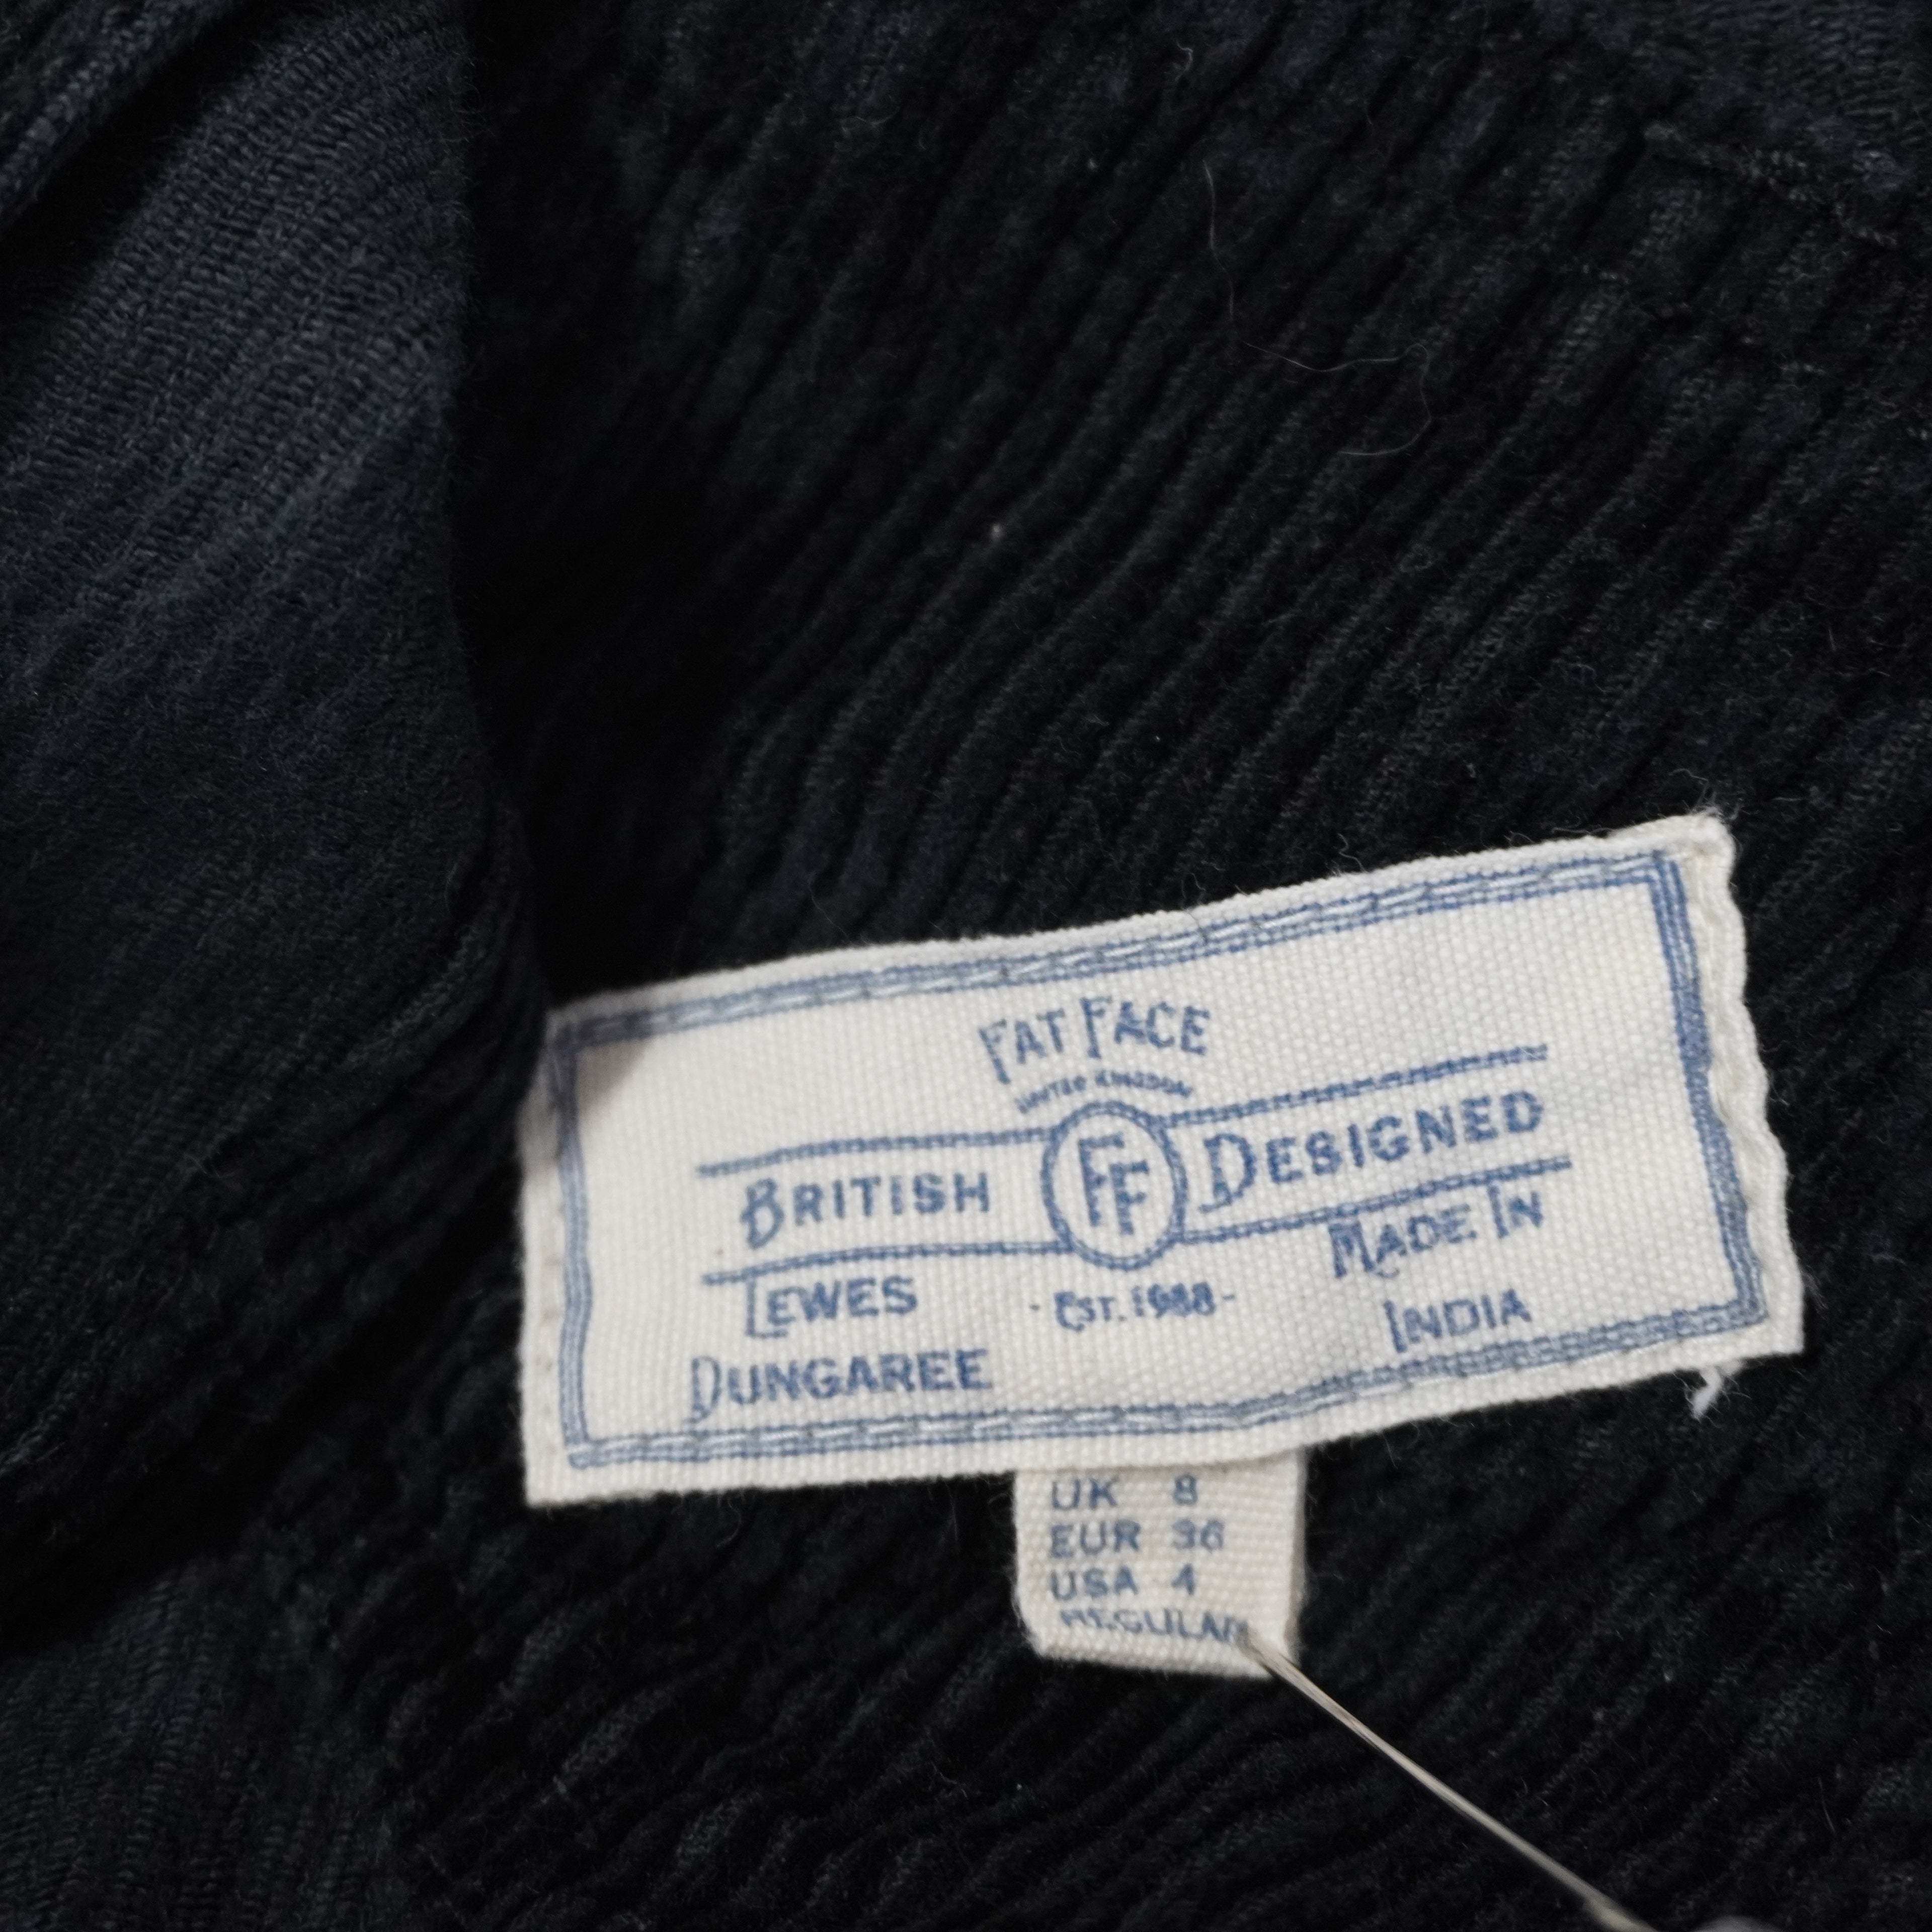 FAT FACE
UNITED KINGDOM
BRITISH FF DESIGNED
LEWES DUNGAREE
EST. 1988
MADE IN INDIA
UK 8
EUR 36
USA 4
REGULAR